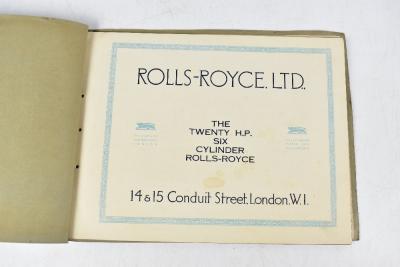 ROLLS-ROYCE, LTD.
THE
TWENTY H.P.
SIX
CYLINDER
ROLLS-ROYCE
14 & 15 Conduit Street, London, W.1.